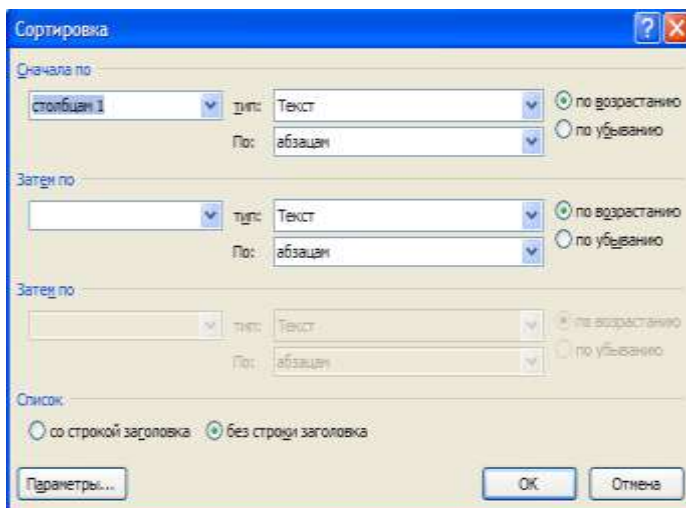 Сортировка
Сначала по
столбцам 1 тип: Текст по возрастанию
По: абзацам по убыванию
Затем по
тип: Текст по возрастанию
По: абзацам по убыванию
Затем по
тип: Текст по возрастанию
По: абзацам по убыванию
Список
со строкой заголовка без строки заголовка
Параметры... ОК Отмена